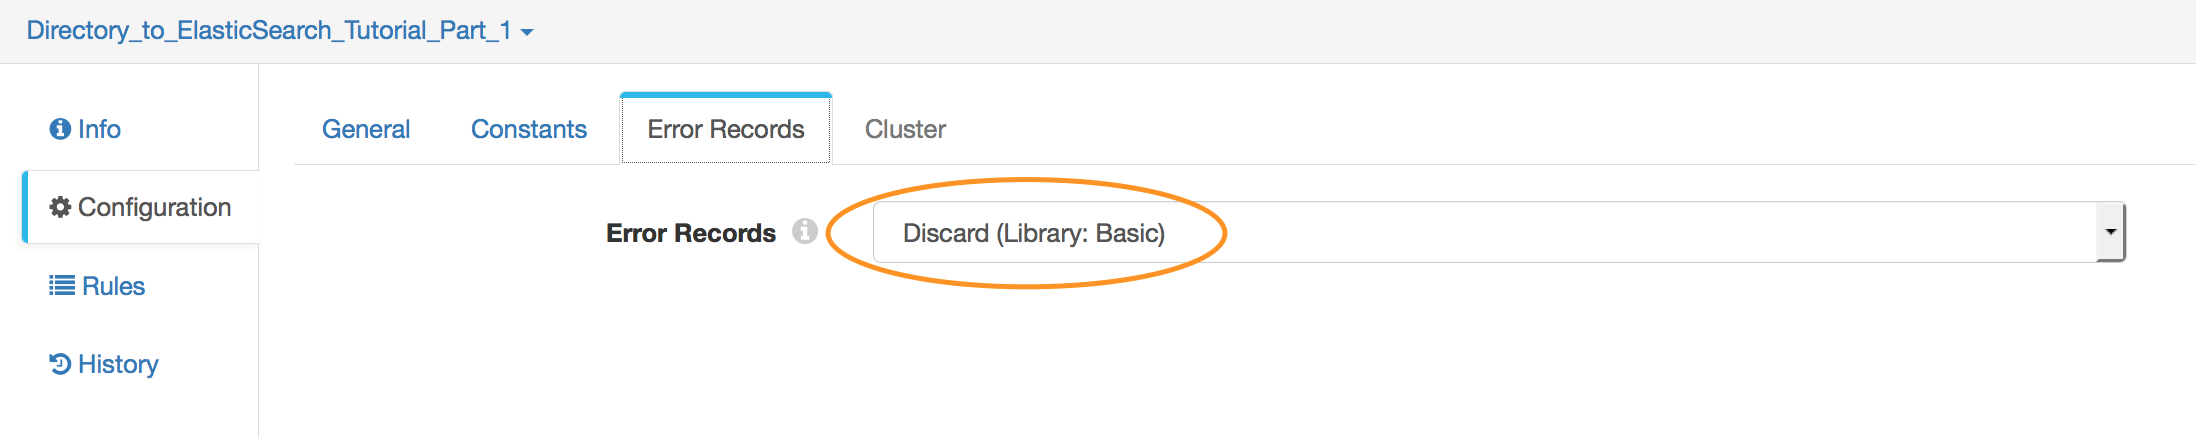 Directory_to_ElasticSearch_Tutorial_Part_1
Info
Configuration
Rules
History
General Constants Error Records Cluster
Error Records Discard (Library: Basic)